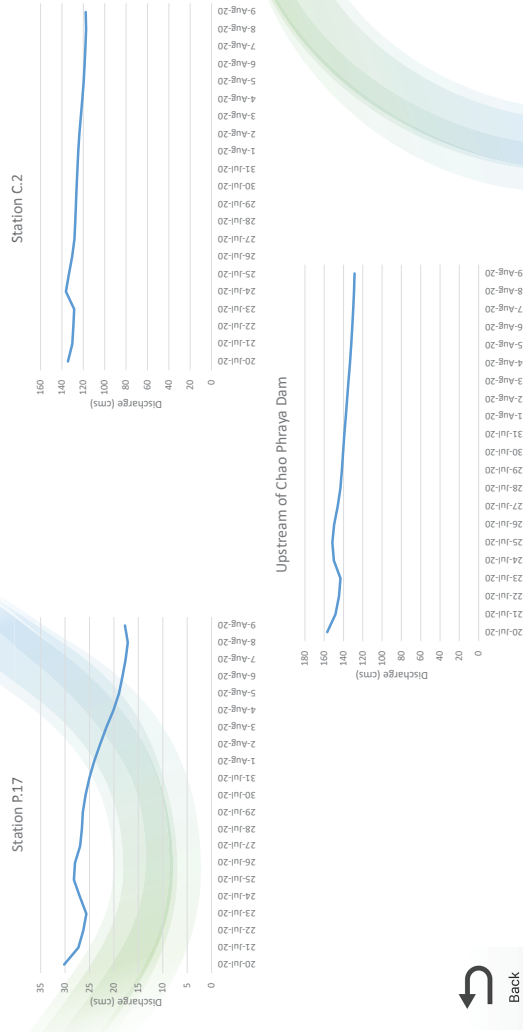 Station P.17
Discharge (cms)
35
30
25
20
15
10
5
0
20-Jul-20
21-Jul-20
22-Jul-20
23-Jul-20
24-Jul-20
25-Jul-20
26-Jul-20
27-Jul-20
28-Jul-20
29-Jul-20
30-Jul-20
31-Jul-20
1-Aug-20
2-Aug-20
3-Aug-20
4-Aug-20
5-Aug-20
6-Aug-20
7-Aug-20
8-Aug-20
9-Aug-20
Station C.2
Discharge (cms)
160
140
120
100
80
60
40
20
0
20-Jul-20
21-Jul-20
22-Jul-20
23-Jul-20
24-Jul-20
25-Jul-20
26-Jul-20
27-Jul-20
28-Jul-20
29-Jul-20
30-Jul-20
31-Jul-20
1-Aug-20
2-Aug-20
3-Aug-20
4-Aug-20
5-Aug-20
6-Aug-20
7-Aug-20
8-Aug-20
9-Aug-20
Upstream of Chao Phraya Dam
Discharge (cms)
180
160
140
120
100
80
60
40
20
0
20-Jul-20
21-Jul-20
22-Jul-20
23-Jul-20
24-Jul-20
25-Jul-20
26-Jul-20
27-Jul-20
28-Jul-20
29-Jul-20
30-Jul-20
31-Jul-20
1-Aug-20
2-Aug-20
3-Aug-20
4-Aug-20
5-Aug-20
6-Aug-20
7-Aug-20
8-Aug-20
9-Aug-20
Back